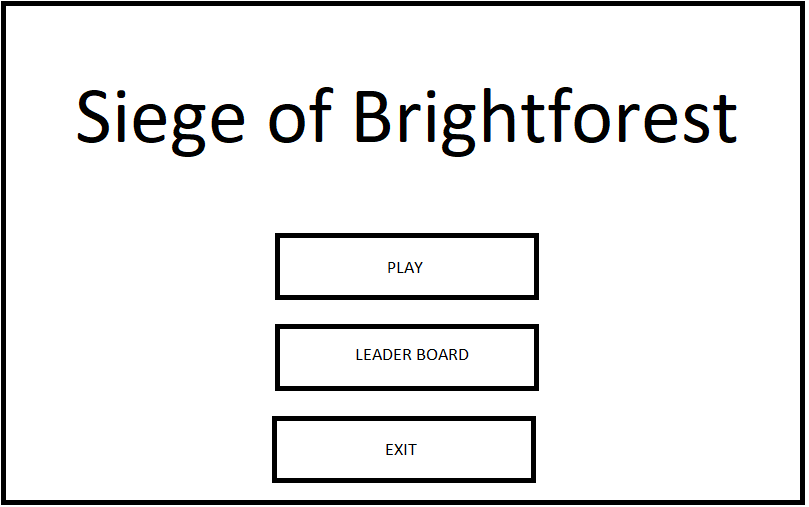 Siege of Brightforest
PLAY
LEADER BOARD
EXIT